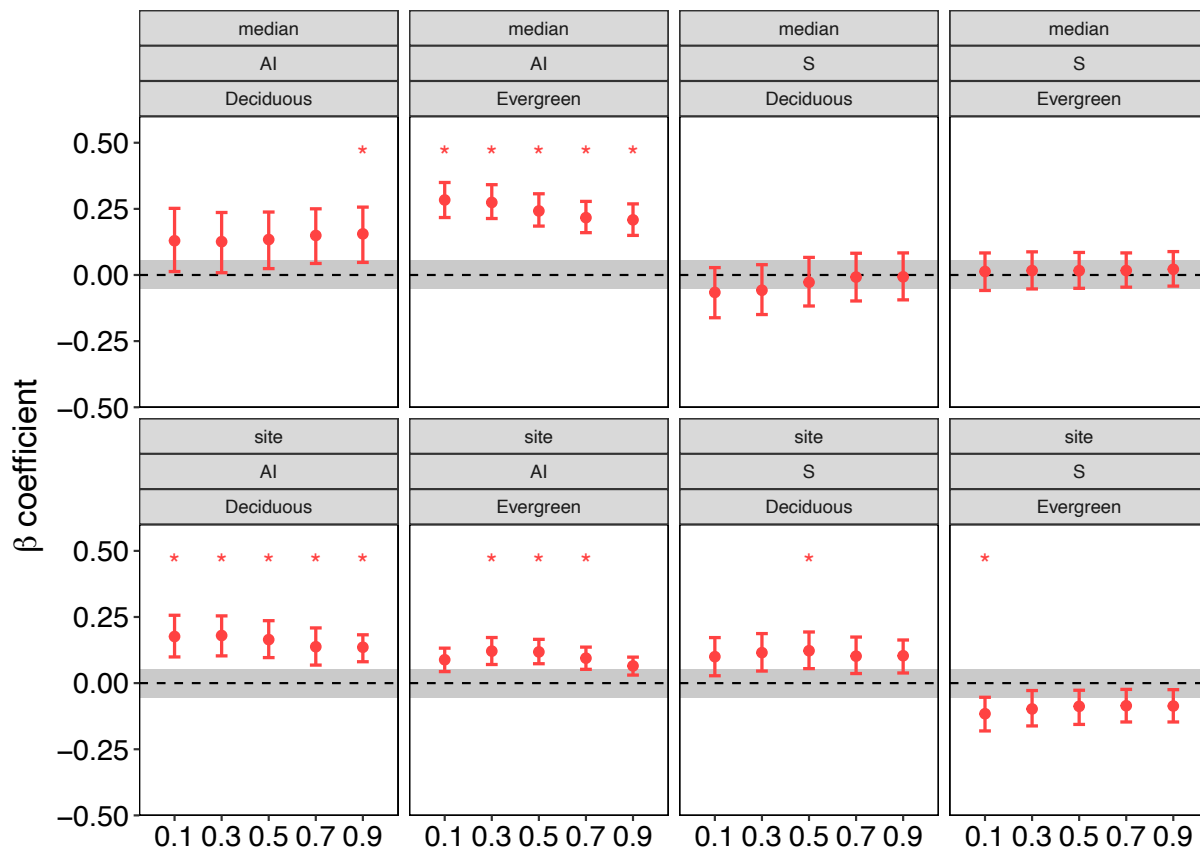 median median median median
AI AI S S
Deciduous Evergreen Deciduous Evergreen
0.50 * * * * * *
0.25
0.00
−0.25
−0.50
β coefficient
site site site site
AI AI S S
Deciduous Evergreen Deciduous Evergreen
0.50 * * * * * * * * * *
0.25
0.00
−0.25
−0.50
0.1 0.3 0.5 0.7 0.9 0.1 0.3 0.5 0.7 0.9 0.1 0.3 0.5 0.7 0.9 0.1 0.3 0.5 0.7 0.9